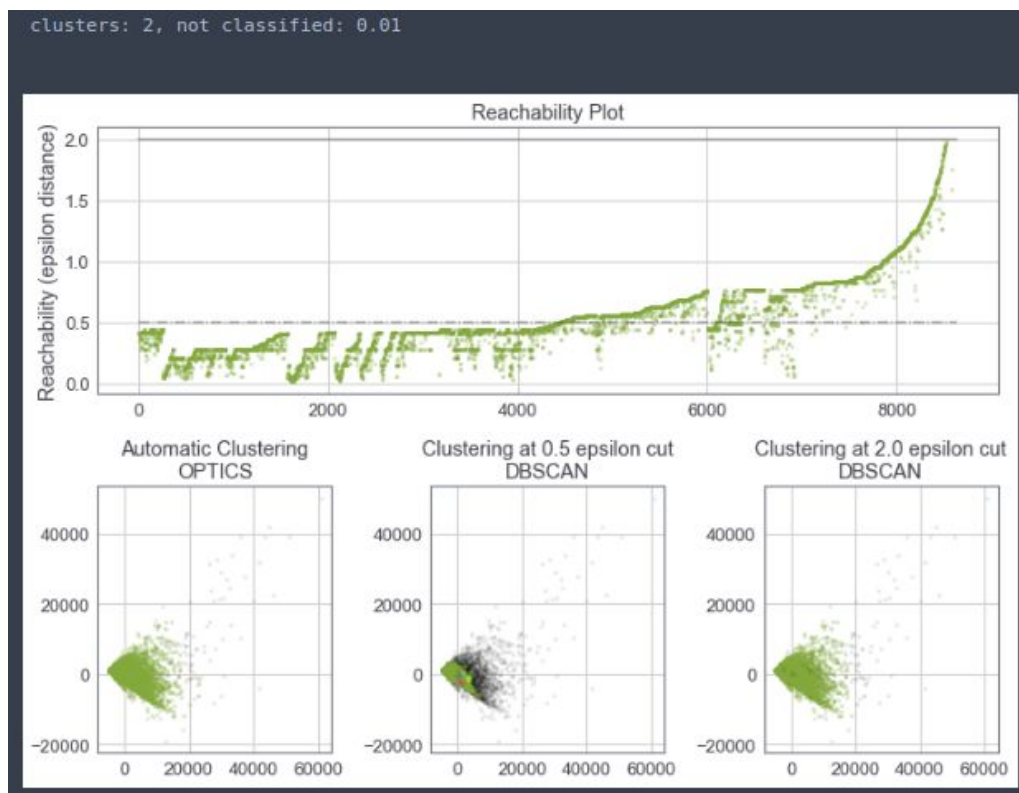 clusters: 2, not classified: 0.01
Reachability Plot
Reachability (epsilon distance)
2.0
1.5
1.0
0.5
0.0
0 2000 4000 6000 8000
Automatic Clustering
OPTICS
40000
20000
0
−20000
0 20000 40000 60000
Clustering at 0.5 epsilon cut
DBSCAN
40000
20000
0
−20000
0 20000 40000 60000
Clustering at 2.0 epsilon cut
DBSCAN
40000
20000
0
−20000
0 20000 40000 60000